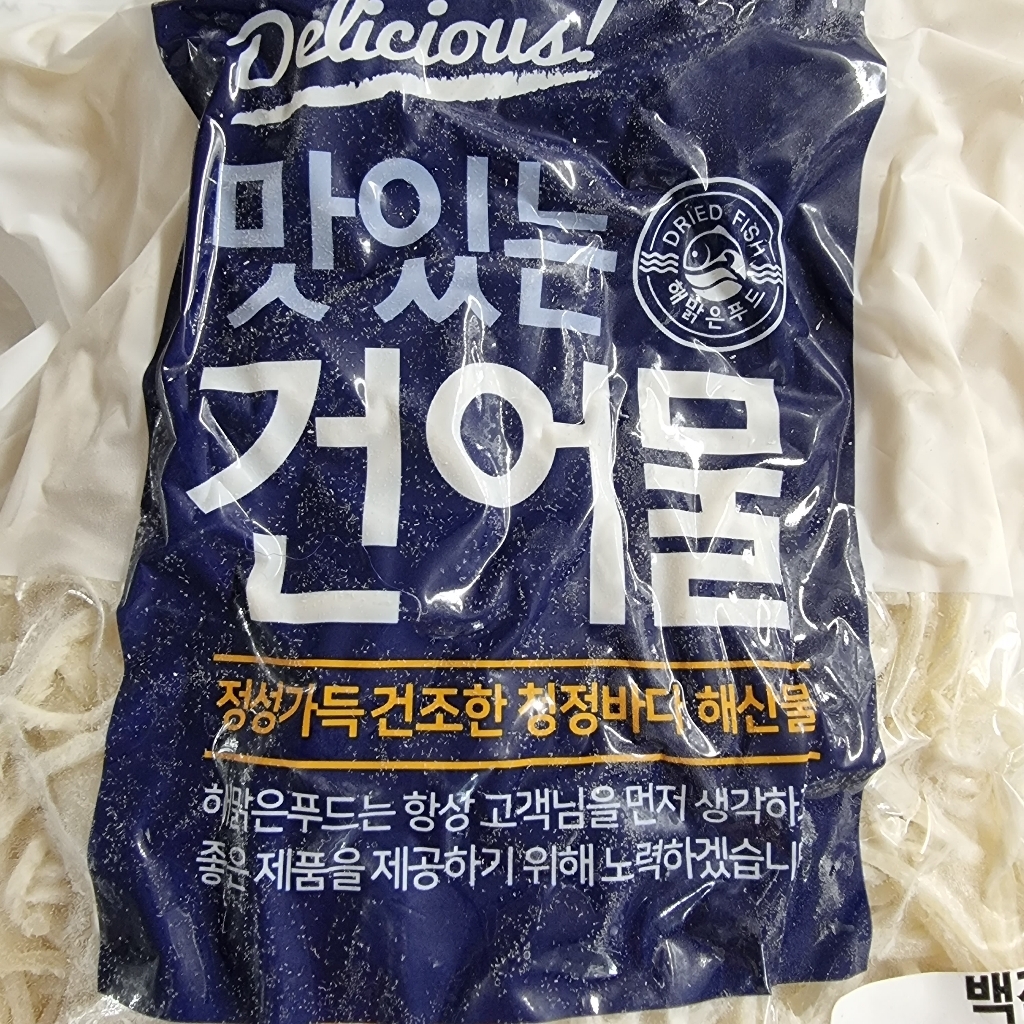 Delicious!
맛있는
DRIED FISH
해맑은푸드
건어물
정성가득 건조한 청정바다 해산물
해맑은푸드는 항상 고객님을 먼저 생각하
좋은 제품을 제공하기 위해 노력하겠습니